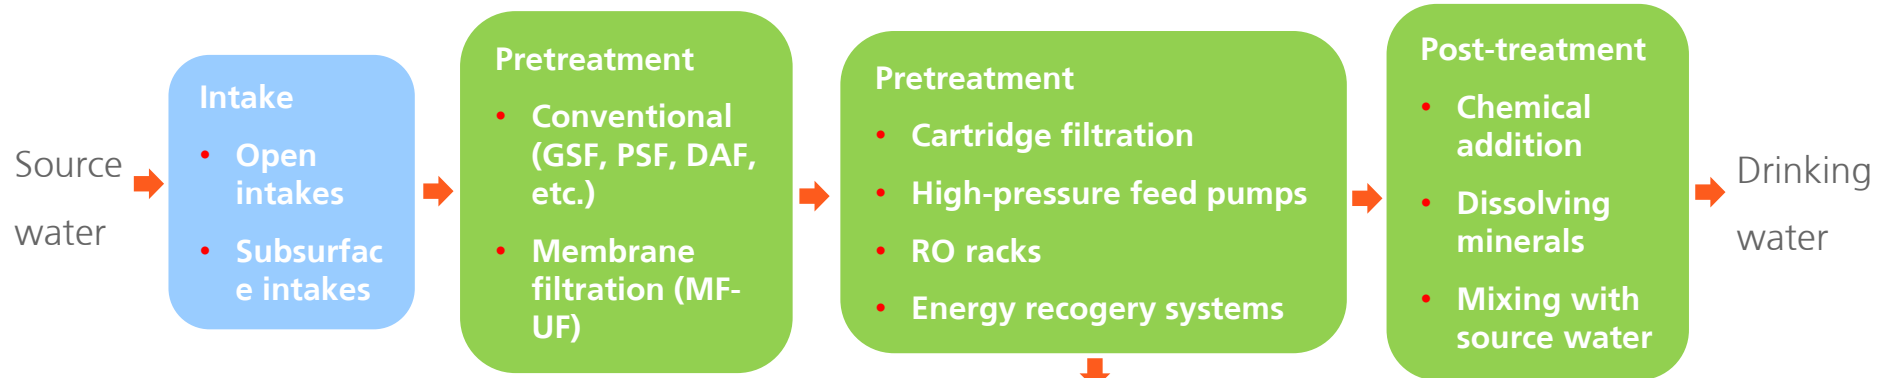 Source
water
Intake
• Open
intakes
• Subsurfac
e intakes
Pretreatment
• Conventional
(GSF, PSF, DAF,
etc.)
• Membrane
filtration (MF-
UF)
Pretreatment
• Cartridge filtration
• High-pressure feed pumps
• RO racks
• Energy recogery systems
Post-treatment
• Chemical
addition
• Dissolving
minerals
• Mixing with
source water
Drinking
water